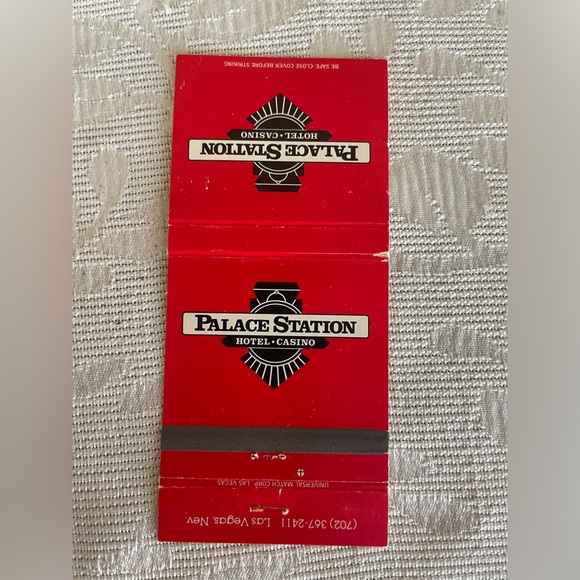 BE SAFE. CLOSE COVER BEFORE STRIKING
PALACE STATION
HOTEL • CASINO
PALACE STATION
HOTEL • CASINO
UNIVERSAL MATCH CORP. LAS VEGAS
(702) 367-2411 Las Vegas, Nev.